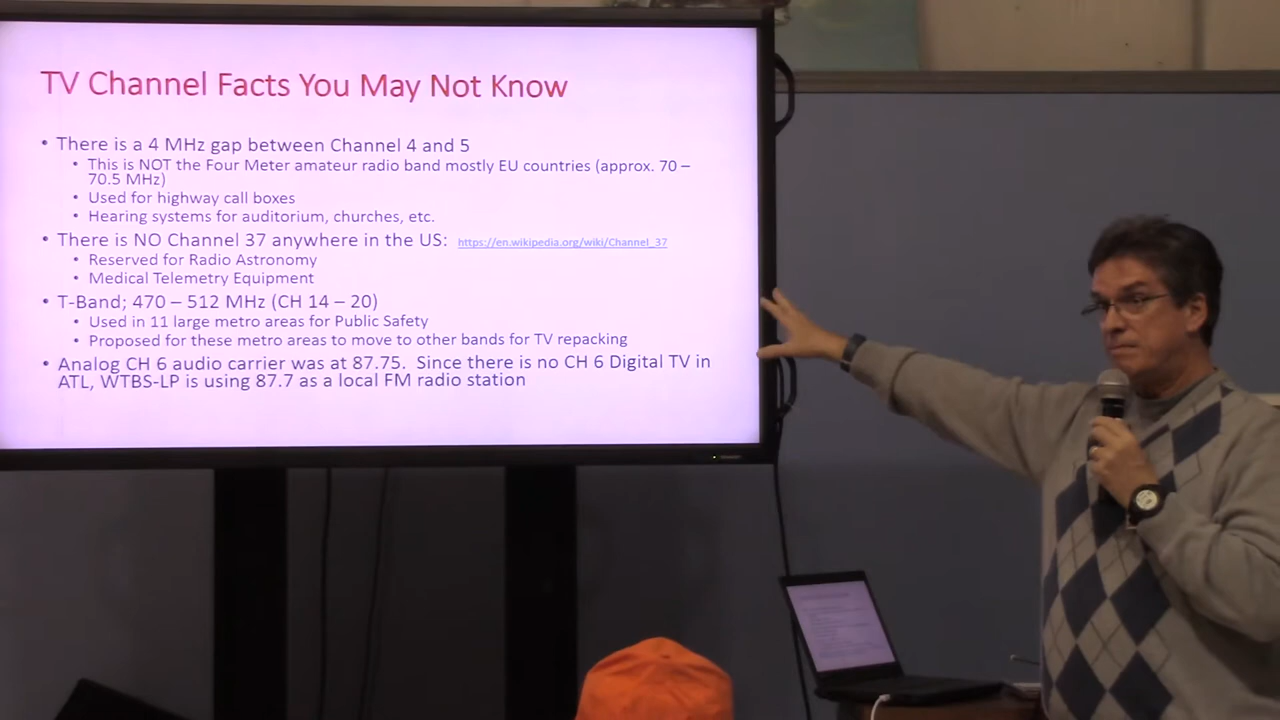 TV Channel Facts You May Not Know
• There is a 4 MHz gap between Channel 4 and 5
• This is NOT the Four Meter amateur radio band mostly EU countries (approx. 70 –
70.5 MHz)
• Used for highway call boxes
• Hearing systems for auditorium, churches, etc.
• There is NO Channel 37 anywhere in the US: https://en.wikipedia.org/wiki/Channel_37
• Reserved for Radio Astronomy
• Medical Telemetry Equipment
• T-Band; 470 – 512 MHz (CH 14 – 20)
• Used in 11 large metro areas for Public Safety
• Proposed for these metro areas to move to other bands for TV repacking
• Analog CH 6 audio carrier was at 87.75. Since there is no CH 6 Digital TV in
ATL, WTBS-LP is using 87.7 as a local FM radio station